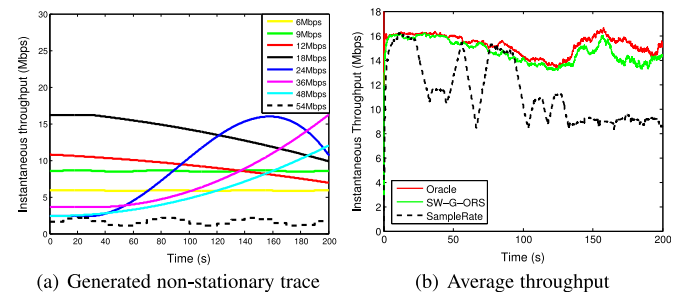 30
25
20
15
10
5
0
0 20 40 60 80 100 120 140 160 180 200
Instantaneous throughput (Mbps)
Time (s)
6Mbps
9Mbps
12Mbps
18Mbps
24Mbps
36Mbps
48Mbps
54Mbps
(a) Generated non-stationary trace
18
16
14
12
10
8
6
4
2
0
0 50 100 150 200
Instantaneous Throughput (Mbps)
Time (s)
Oracle
SW-G-ORS
SampleRate
(b) Average throughput